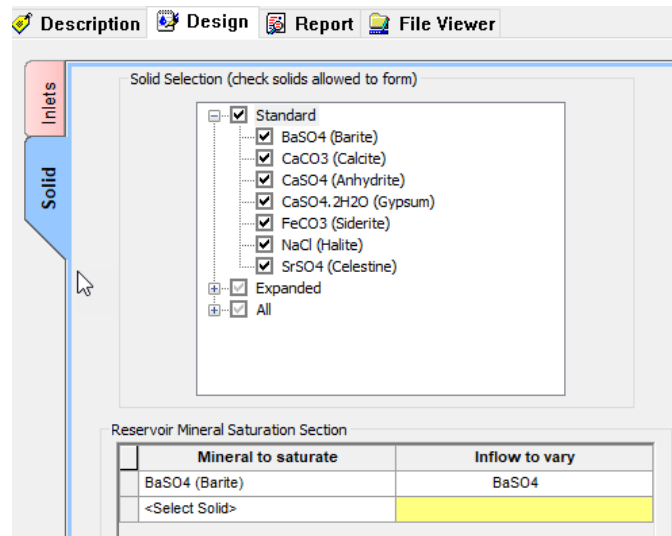 Description Design Report File Viewer
Inlets
Solid
Solid Selection (check solids allowed to form)
Standard
BaSO4 (Barite)
CaCO3 (Calcite)
CaSO4 (Anhydrite)
CaSO4.2H2O (Gypsum)
FeCO3 (Siderite)
NaCl (Halite)
SrSO4 (Celestine)
Expanded
All
Reservoir Mineral Saturation Section
Mineral to saturate Inflow to vary
BaSO4 (Barite) BaSO4
<Select Solid>